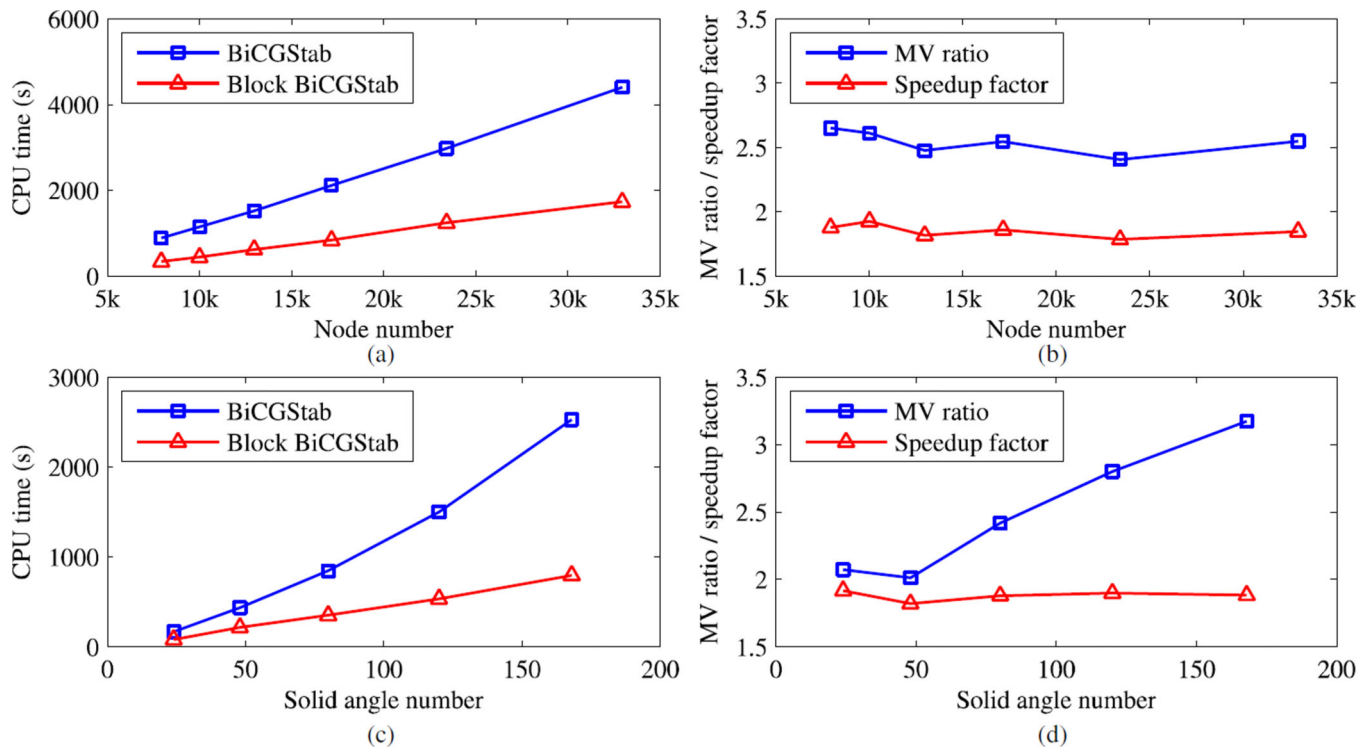 6000
4000
2000
0
CPU time (s)
BiCGStab
Block BiCGStab
5k 10k 15k 20k 25k 30k 35k
Node number
(a)
3.5
3
2.5
2
1.5
MV ratio / speedup factor
MV ratio
Speedup factor
5k 10k 15k 20k 25k 30k 35k
Node number
(b)
3000
2000
1000
0
CPU time (s)
BiCGStab
Block BiCGStab
0 50 100 150 200
Solid angle number
(c)
3.5
3
2.5
2
1.5
MV ratio / speedup factor
MV ratio
Speedup factor
0 50 100 150 200
Solid angle number
(d)